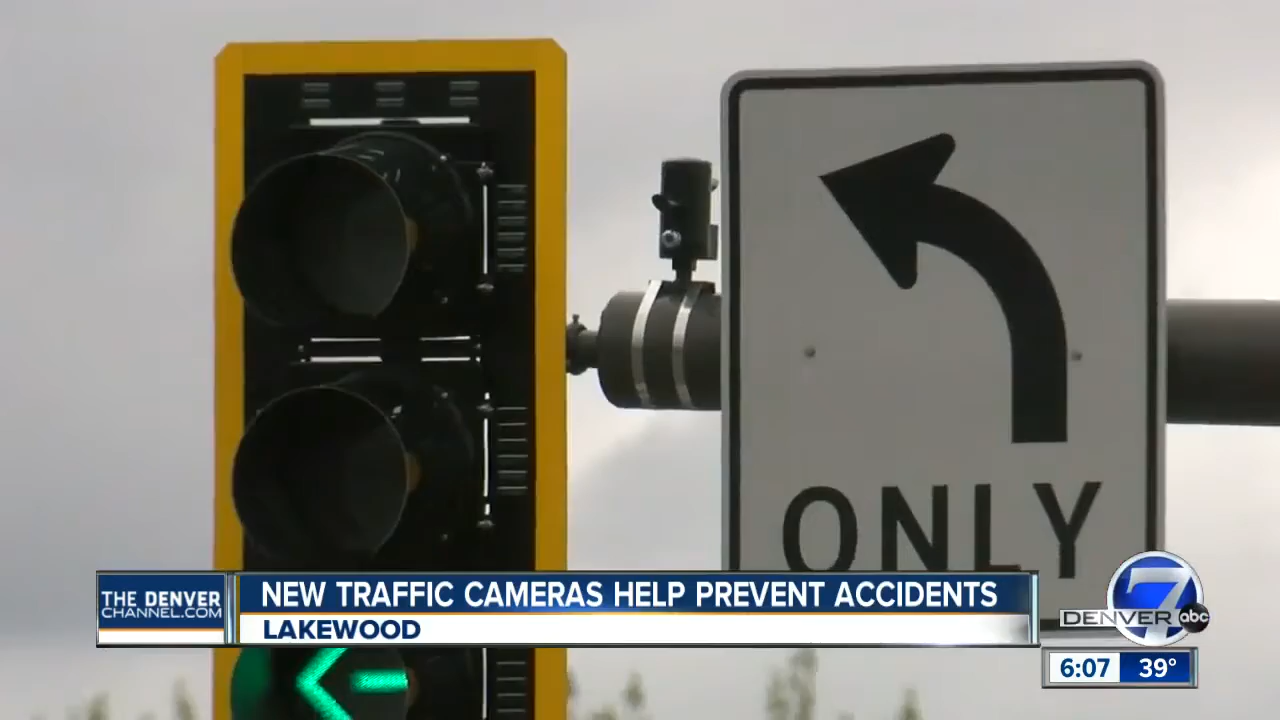 ONLY
THE DENVER
CHANNEL.COM
NEW TRAFFIC CAMERAS HELP PREVENT ACCIDENTS
LAKEWOOD
DENVER 7 abc
6:07 39°